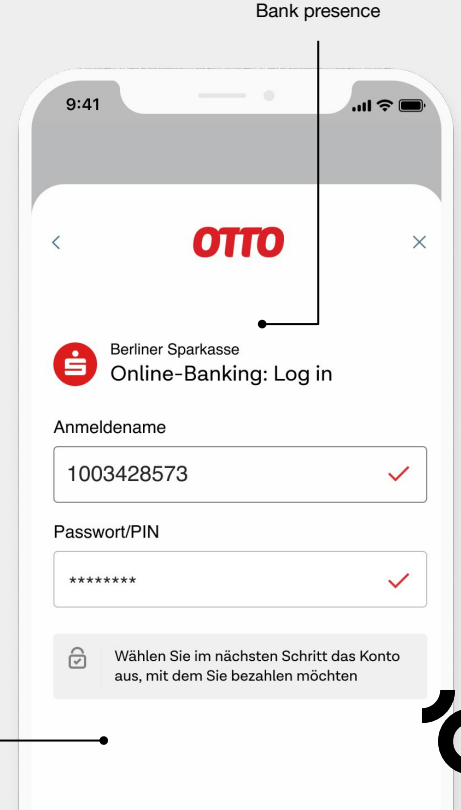 Bank presence
9:41
OTTO
Berliner Sparkasse
Online-Banking: Log in
Anmeldename
1003428573
Passwort/PIN
********
Wählen Sie im nächsten Schritt das Konto
aus, mit dem Sie bezahlen möchten